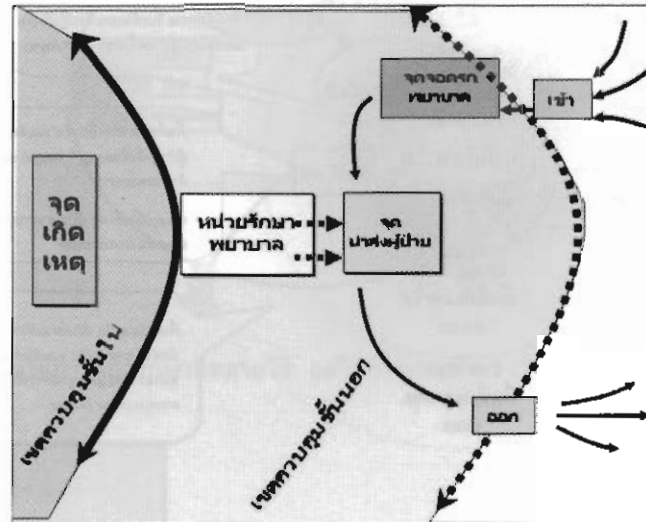 จุดจอดรถ
พยาบาล
เข้า
จุด
เกิด
เหตุ
หน่วยรักษา
พยาบาล
จุด
นำส่งผู้ป่วย
เขตควบคุมชั้นใน
เขตควบคุมชั้นนอก
ออก